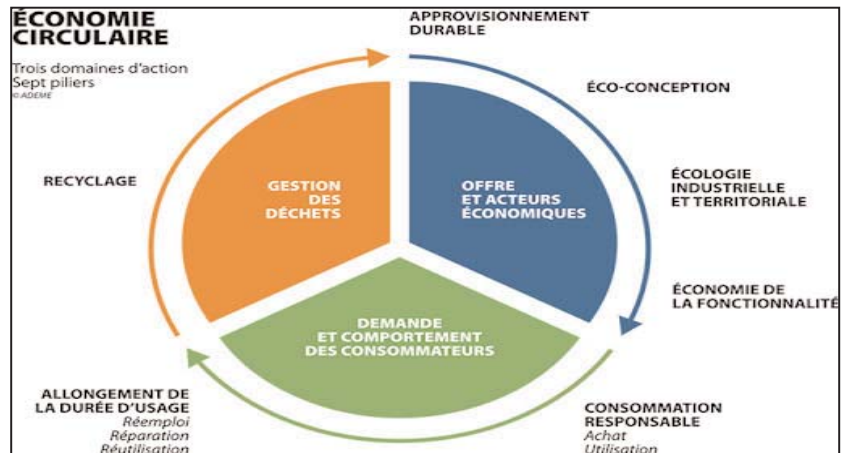 ÉCONOMIE
CIRCULAIRE
Trois domaines d'action
Sept piliers
© ADEME
APPROVISIONNEMENT
DURABLE
ÉCO-CONCEPTION
ÉCOLOGIE
INDUSTRIELLE
ET TERRITORIALE
ÉCONOMIE DE
LA FONCTIONNALITÉ
OFFRE
ET ACTEURS
ÉCONOMIQUES
CONSOMMATION
RESPONSABLE
Achat
Utilisation
DEMANDE
ET COMPORTEMENT
DES CONSOMMATEURS
ALLONGEMENT DE
LA DURÉE D'USAGE
Réemploi
Réparation
Réutilisation
RECYCLAGE
GESTION
DES
DÉCHETS